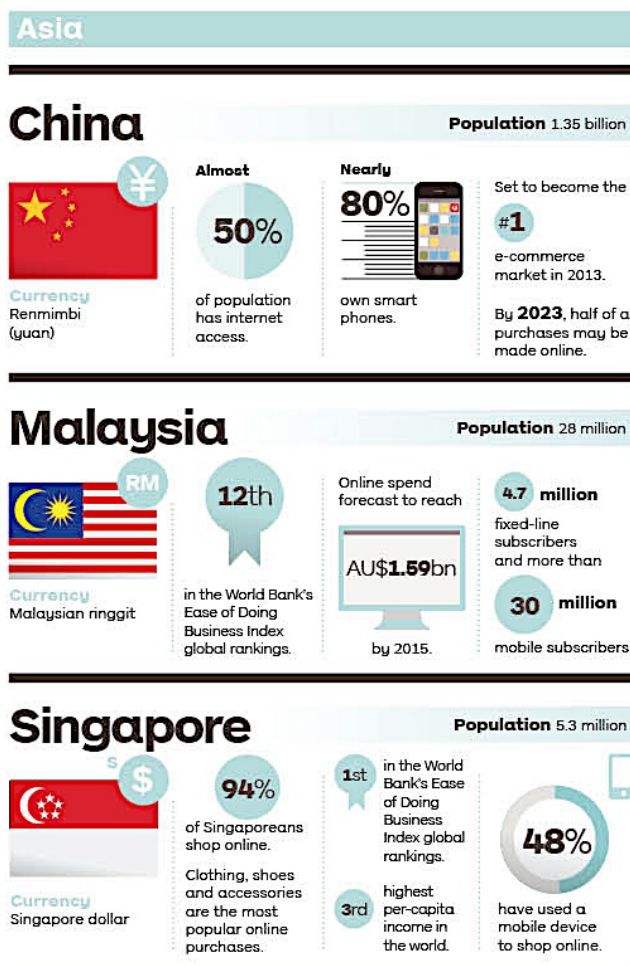 Asia
China
Population 1.35 billion
¥
Currency
Renmimbi
(yuan)
Almost
50%
of population
has internet
access.
Nearly
80%
own smart
phones.
Set to become the
#1
e-commerce
market in 2013.
By 2023, half of a
purchases may be
made online.
Malaysia
Population 28 million
RM
Currency
Malaysian ringgit
12th
in the World Bank's
Ease of Doing
Business Index
global rankings.
Online spend
forecast to reach
AU$1.59bn
by 2015.
4.7 million
fixed-line
subscribers
and more than
30 million
mobile subscribers
Singapore
Population 5.3 million
S $
Currency
Singapore dollar
94%
of Singaporeans
shop online.
Clothing, shoes
and accessories
are the most
popular online
purchases.
1st
in the World
Bank's Ease
of Doing
Business
Index global
rankings.
3rd
highest
per-capita
income in
the world.
48%
have used a
mobile device
to shop online.